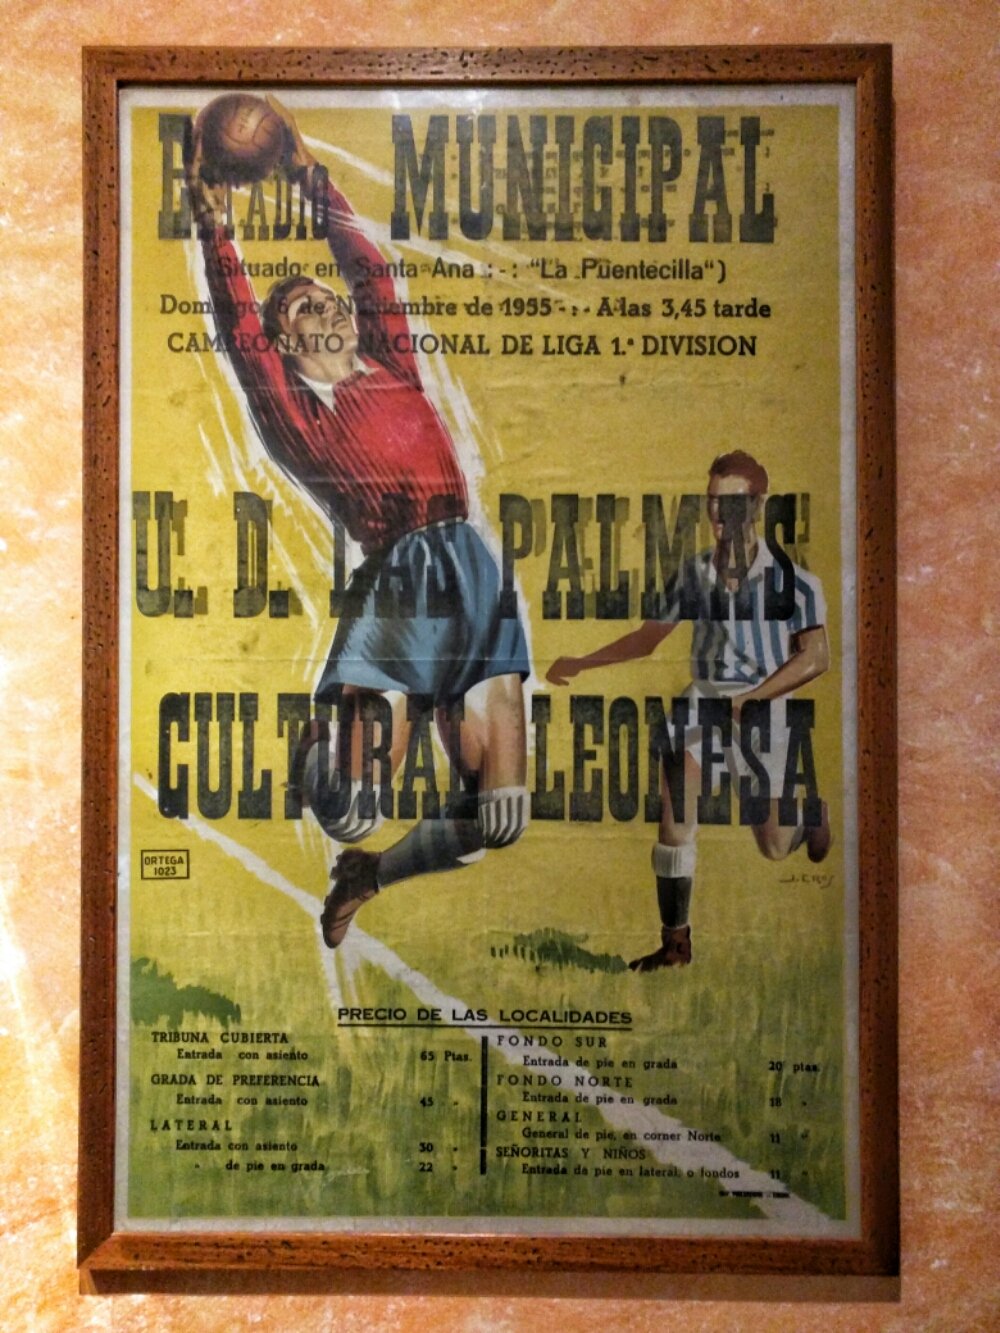 ESTADIO MUNICIPAL
(Situado en Santa Ana :-: "La Puentecilla")
Domingo 6 de Noviembre de 1955 -:- A las 3,45 tarde
CAMPEONATO NACIONAL DE LIGA 1.ª DIVISION
U. D. LAS PALMAS
CULTURAL LEONESA
ORTEGA
1023
J. CROS
PRECIO DE LAS LOCALIDADES
TRIBUNA CUBIERTA
Entrada con asiento 65 Ptas.
GRADA DE PREFERENCIA
Entrada con asiento 45 "
LATERAL
Entrada con asiento 30 "
" de pie en grada 22 "
FONDO SUR
Entrada de pie en grada 20 ptas.
FONDO NORTE
Entrada de pie en grada 18 "
GENERAL
General de pie, en corner Norte 11 "
SEÑORITAS Y NIÑOS
Entrada de pie en lateral o fondos 11 "